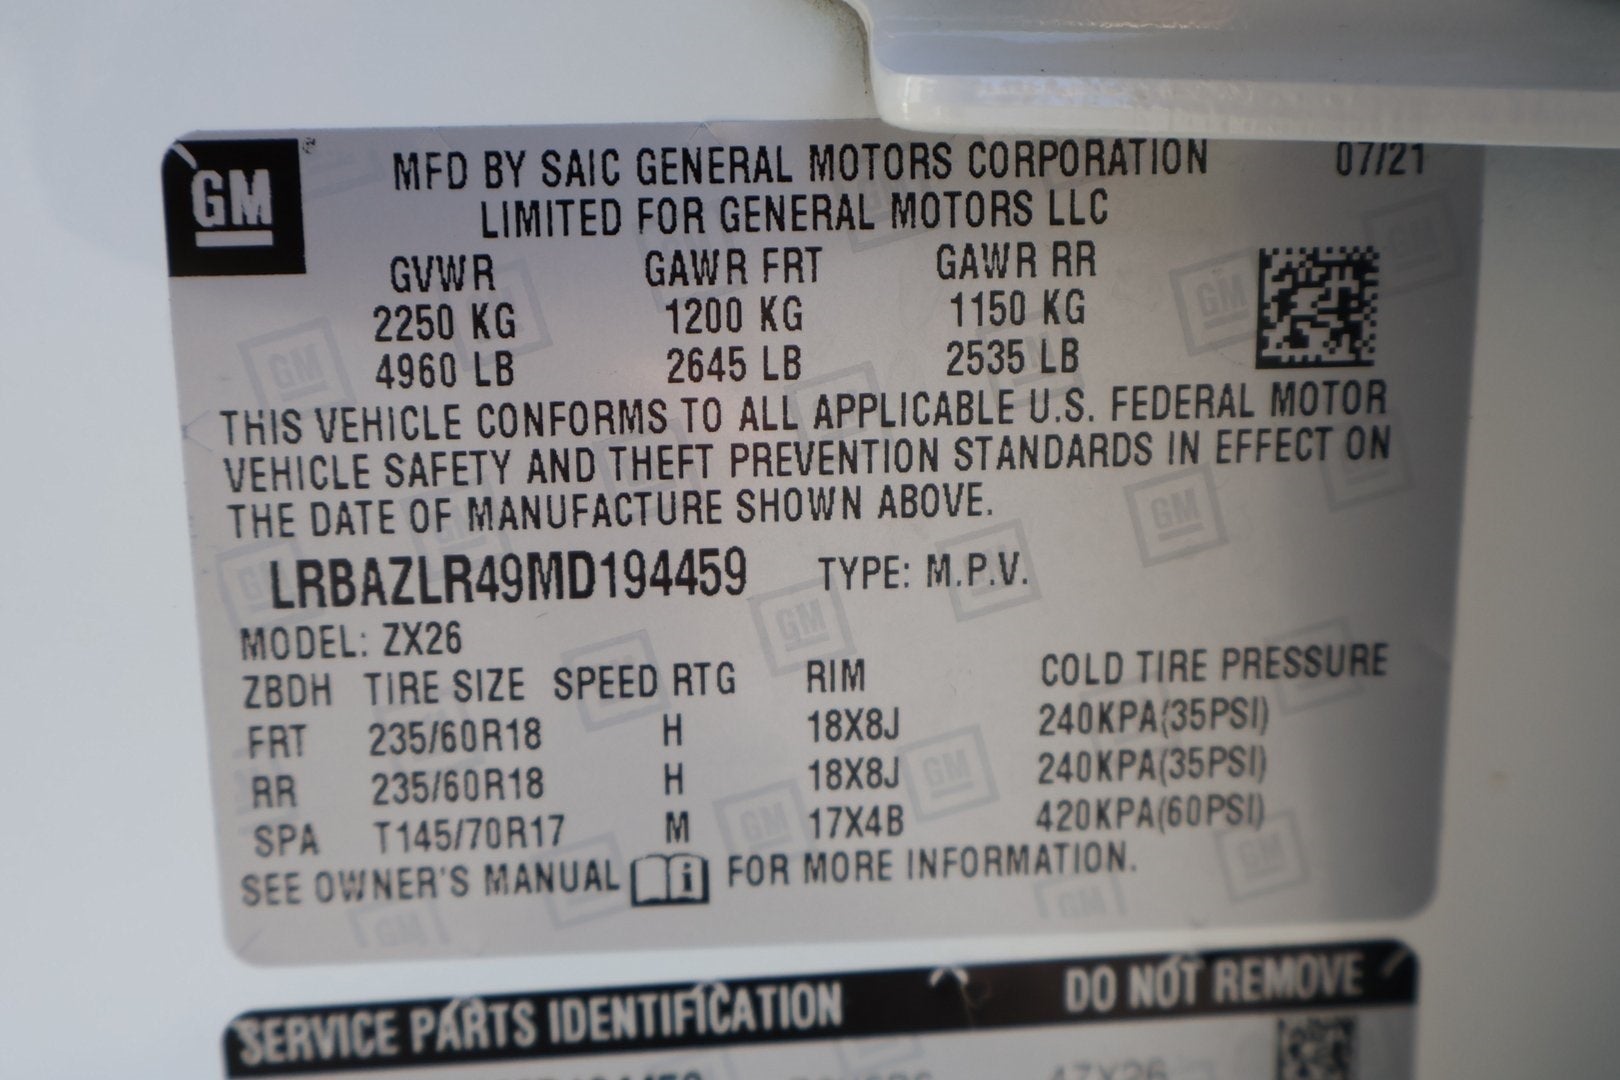 GM
MFD BY SAIC GENERAL MOTORS CORPORATION 07/21
LIMITED FOR GENERAL MOTORS LLC
GVWR GAWR FRT GAWR RR
2250 KG 1200 KG 1150 KG
4960 LB 2645 LB 2535 LB
THIS VEHICLE CONFORMS TO ALL APPLICABLE U.S. FEDERAL MOTOR
VEHICLE SAFETY AND THEFT PREVENTION STANDARDS IN EFFECT ON
THE DATE OF MANUFACTURE SHOWN ABOVE.
LRBAZLR49MD194459 TYPE: M.P.V.
MODEL: ZX26
ZBDH TIRE SIZE SPEED RTG RIM COLD TIRE PRESSURE
FRT 235/60R18 H 18X8J 240KPA(35PSI)
RR 235/60R18 H 18X8J 240KPA(35PSI)
SPA T145/70R17 M 17X4B 420KPA(60PSI)
SEE OWNER'S MANUAL FOR MORE INFORMATION.
SERVICE PARTS IDENTIFICATION DO NOT REMOVE
4ZX26